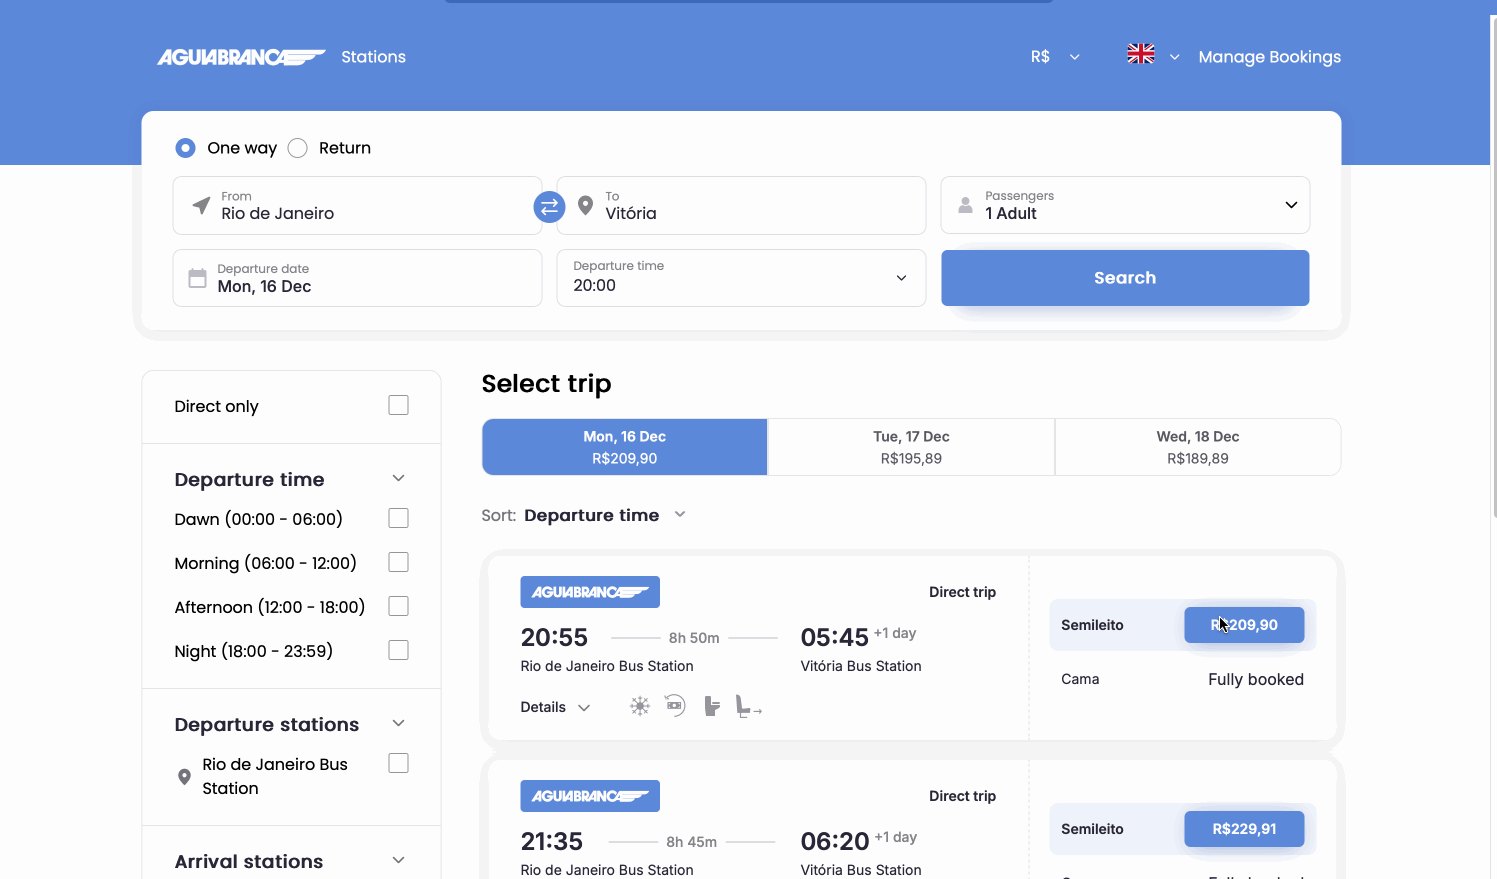 AGUIABRANCA
Stations
R$
Manage Bookings
One way
Return
From
Rio de Janeiro
To
Vitória
Passengers
1 Adult
Departure date
Mon, 16 Dec
Departure time
20:00
Search
Direct only
Departure time
Dawn (00:00 - 06:00)
Morning (06:00 - 12:00)
Afternoon (12:00 - 18:00)
Night (18:00 - 23:59)
Departure stations
Rio de Janeiro Bus
Station
Arrival stations
Select trip
Mon, 16 Dec
R$209,90
Tue, 17 Dec
R$195,89
Wed, 18 Dec
R$189,89
Sort: Departure time
AGUIABRANCA
Direct trip
20:55
8h 50m
05:45 +1 day
Rio de Janeiro Bus Station
Vitória Bus Station
Details
Semileito
R$209,90
Cama
Fully booked
AGUIABRANCA
Direct trip
21:35
8h 45m
06:20 +1 day
Rio de Janeiro Bus Station
Vitória Bus Station
Semileito
R$229,91